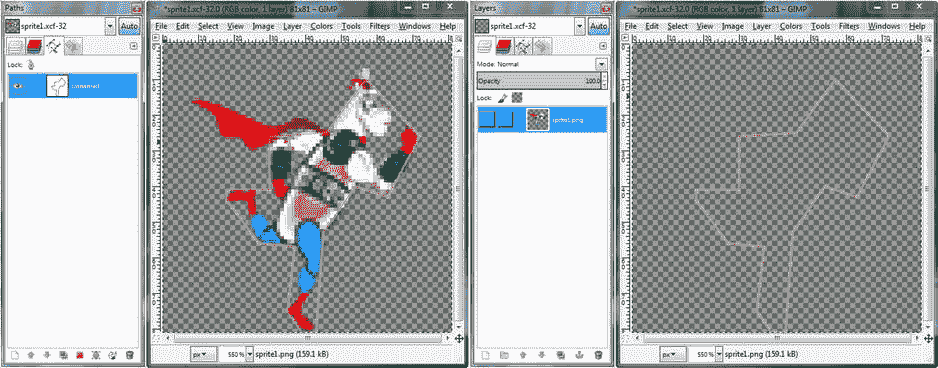 Paths
sprite1.xcf-32
Auto
Lock:
Unnamed
*sprite1.xcf-32.0 (RGB color, 1 layer) 81x81 – GIMP
File Edit Select View Image Layer Colors Tools Filters Windows Help
px 550 % sprite1.png (159.1 kB)
Layers
sprite1.xcf-32
Auto
Mode: Normal
Opacity 100.0
Lock:
sprite1.png
*sprite1.xcf-32.0 (RGB color, 1 layer) 81x81 – GIMP
File Edit Select View Image Layer Colors Tools Filters Windows Help
px 550 % sprite1.png (159.1 kB)